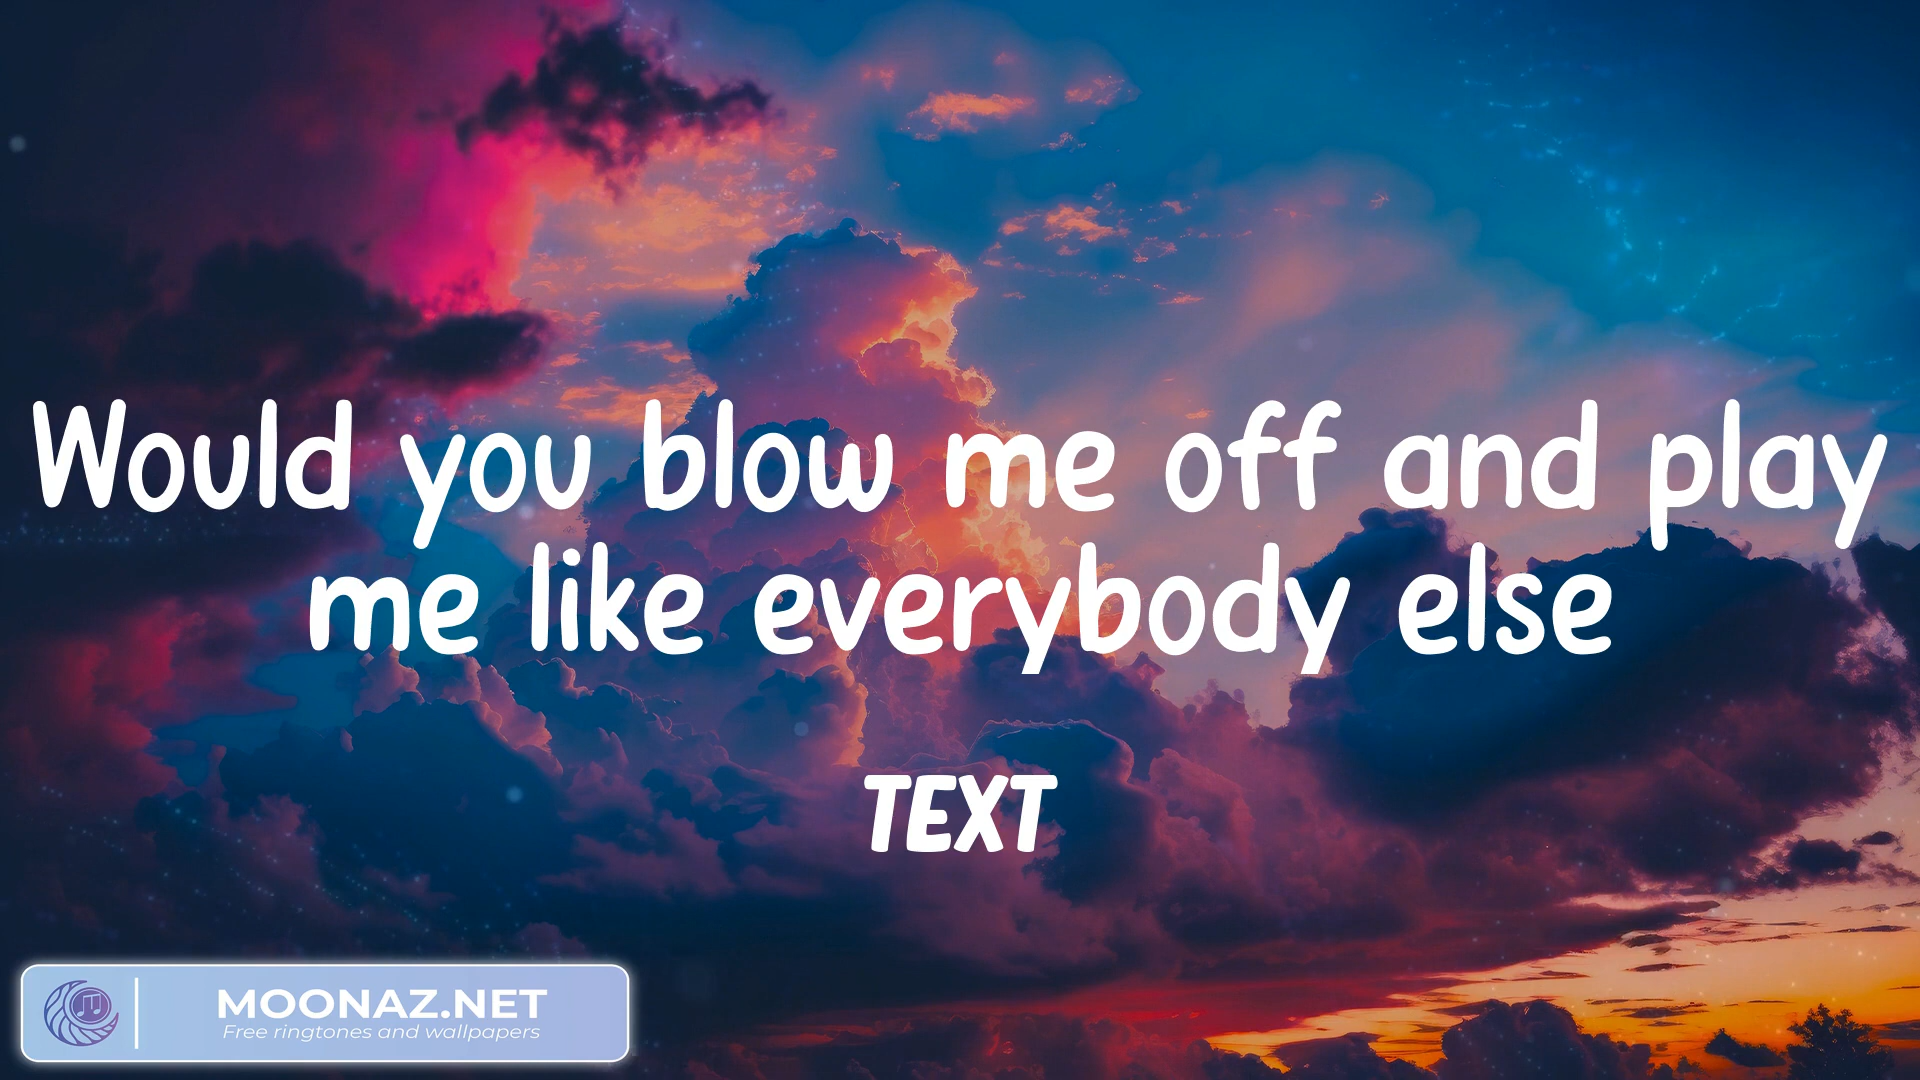 Would you blow me off and play
me like everybody else
TEXT
MOONAZ.NET
Free ringtones and wallpapers